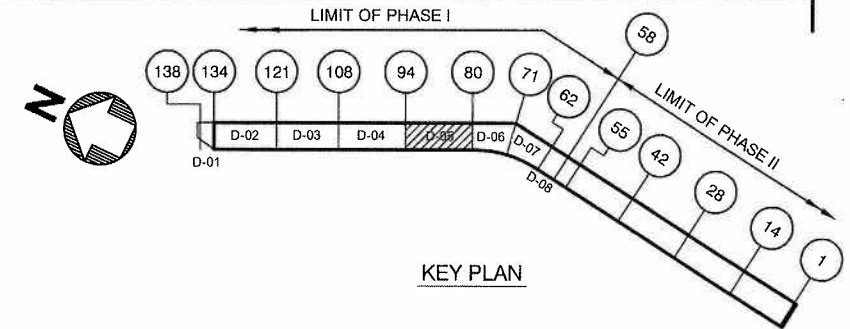 LIMIT OF PHASE I
58
138
134
121
108
94
80
71
62
LIMIT OF PHASE II
55
N
D-02
D-03
D-04
D-05
D-06
D-07
D-01
D-08
42
28
14
1
KEY PLAN